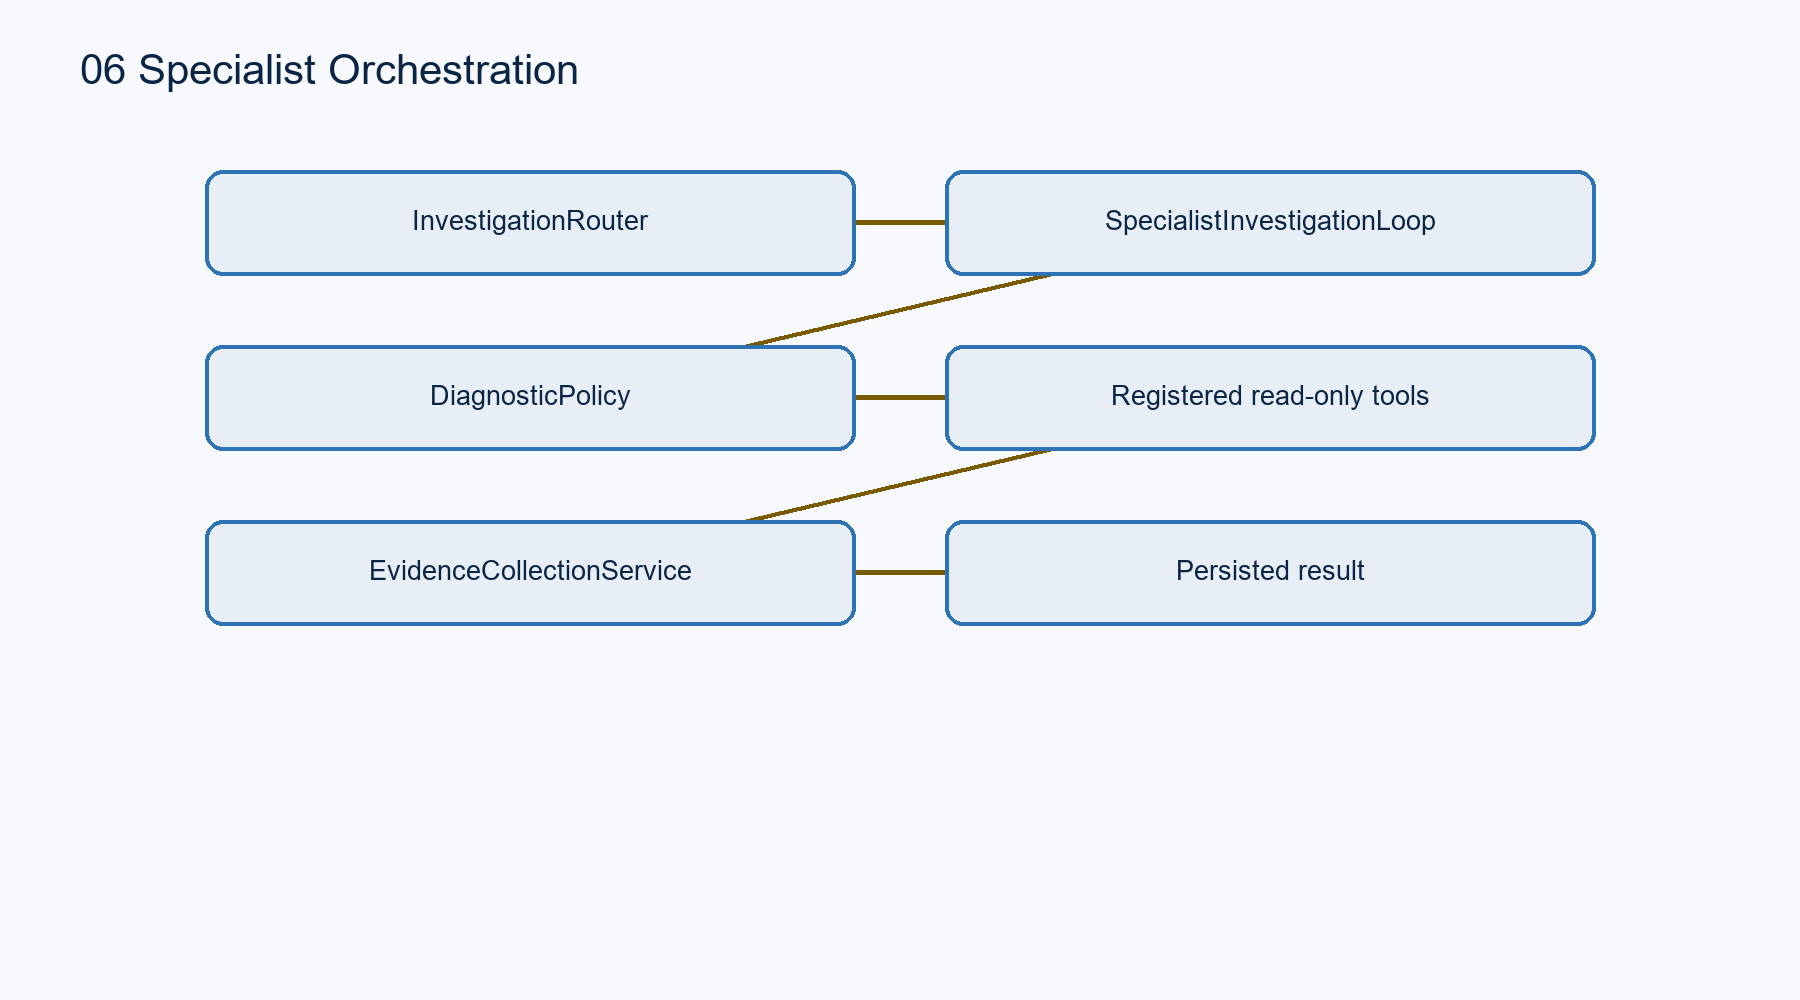 06 Specialist Orchestration
InvestigationRouter
SpecialistInvestigationLoop
DiagnosticPolicy
Registered read-only tools
EvidenceCollectionService
Persisted result